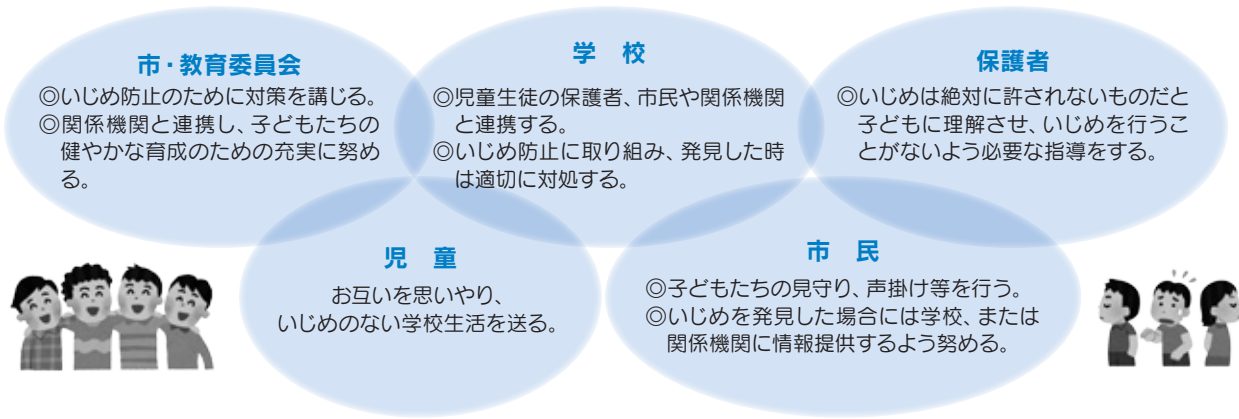 市・教育委員会
◎いじめ防止のために対策を講じる。
◎関係機関と連携し、子どもたちの
健やかな育成のための充実に努め
る。
学 校
◎児童生徒の保護者、市民や関係機関
と連携する。
◎いじめ防止に取り組み、発見した時
は適切に対処する。
保護者
◎いじめは絶対に許されないものだと
子どもに理解させ、いじめを行うこ
とがないよう必要な指導をする。
児 童
お互いを思いやり、
いじめのない学校生活を送る。
市 民
◎子どもたちの見守り、声掛け等を行う。
◎いじめを発見した場合には学校、または
関係機関に情報提供するよう努める。